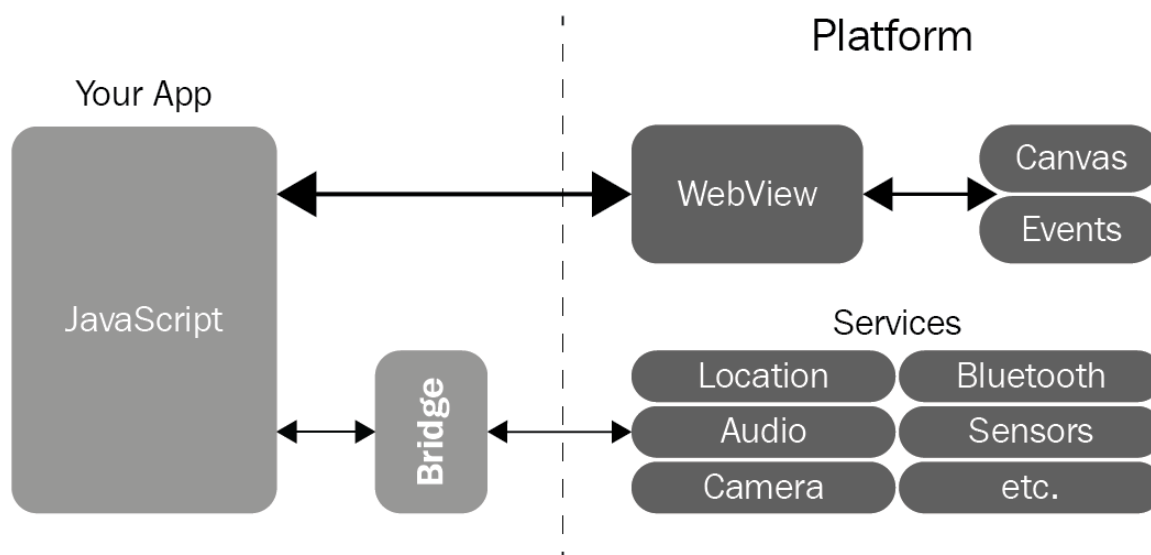 Platform
Your App
JavaScript
WebView
Canvas
Events
Bridge
Services
Location
Bluetooth
Audio
Sensors
Camera
etc.